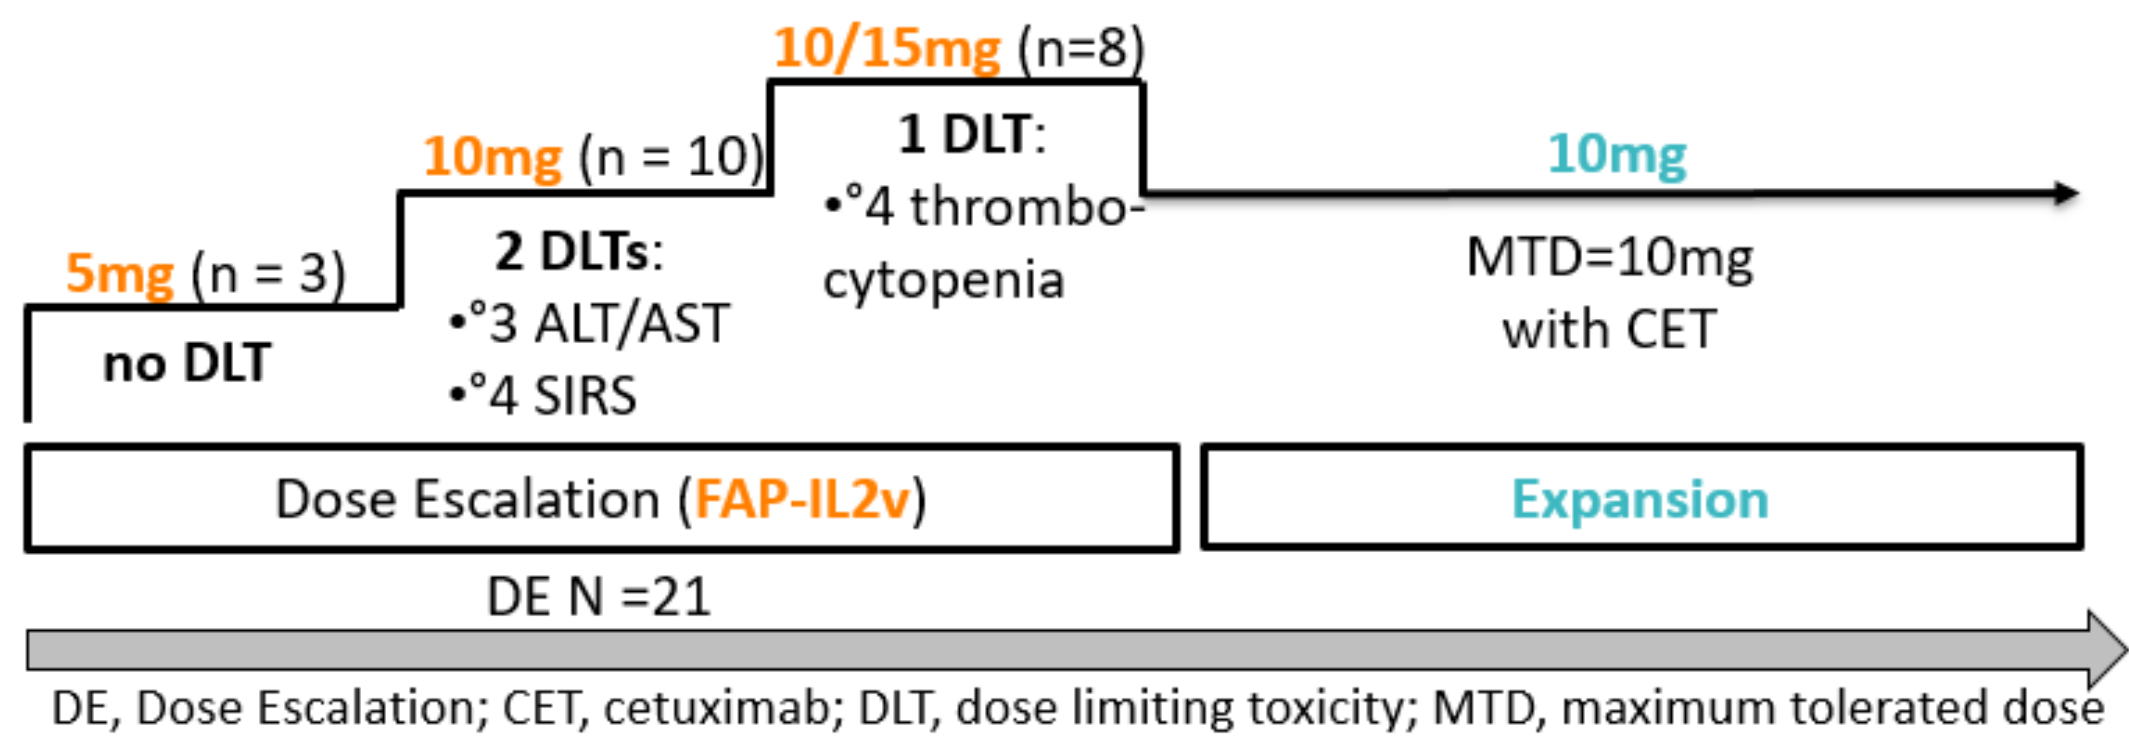 10/15mg (n=8)
1 DLT:
•°4 thrombo-
cytopenia
10mg (n = 10)
2 DLTs:
•°3 ALT/AST
•°4 SIRS
5mg (n = 3)
no DLT
10mg
MTD=10mg
with CET
Dose Escalation (FAP-IL2v)
Expansion
DE N =21
DE, Dose Escalation; CET, cetuximab; DLT, dose limiting toxicity; MTD, maximum tolerated dose